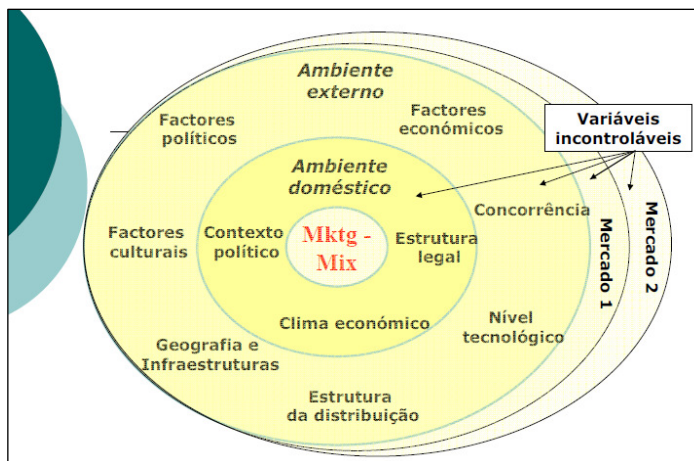 Ambiente
externo
Factores
políticos
Factores
económicos
Variáveis
incontroláveis
Ambiente
doméstico
Factores
culturais
Contexto
político
Mktg -
Mix
Estrutura
legal
Concorrência
Mercado 1
Mercado 2
Clima económico
Nível
tecnológico
Geografia e
Infraestruturas
Estrutura
da distribuição